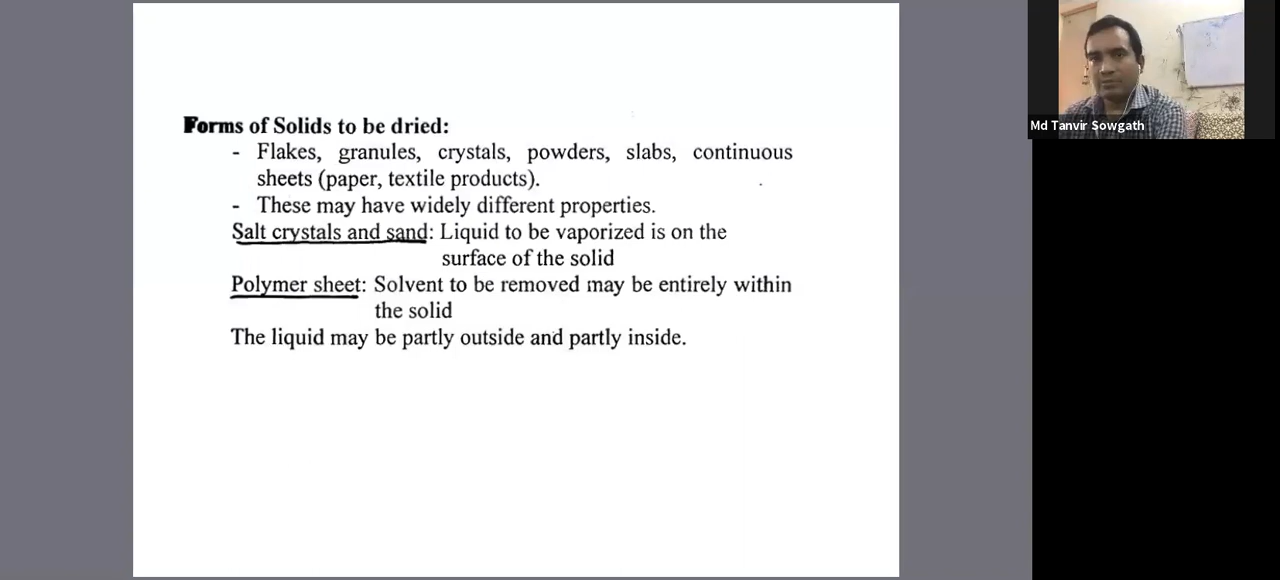 Forms of Solids to be dried:
- Flakes, granules, crystals, powders, slabs, continuous
sheets (paper, textile products).
- These may have widely different properties.
Salt crystals and sand: Liquid to be vaporized is on the
surface of the solid
Polymer sheet: Solvent to be removed may be entirely within
the solid
The liquid may be partly outside and partly inside.
Md Tanvir Sowgath